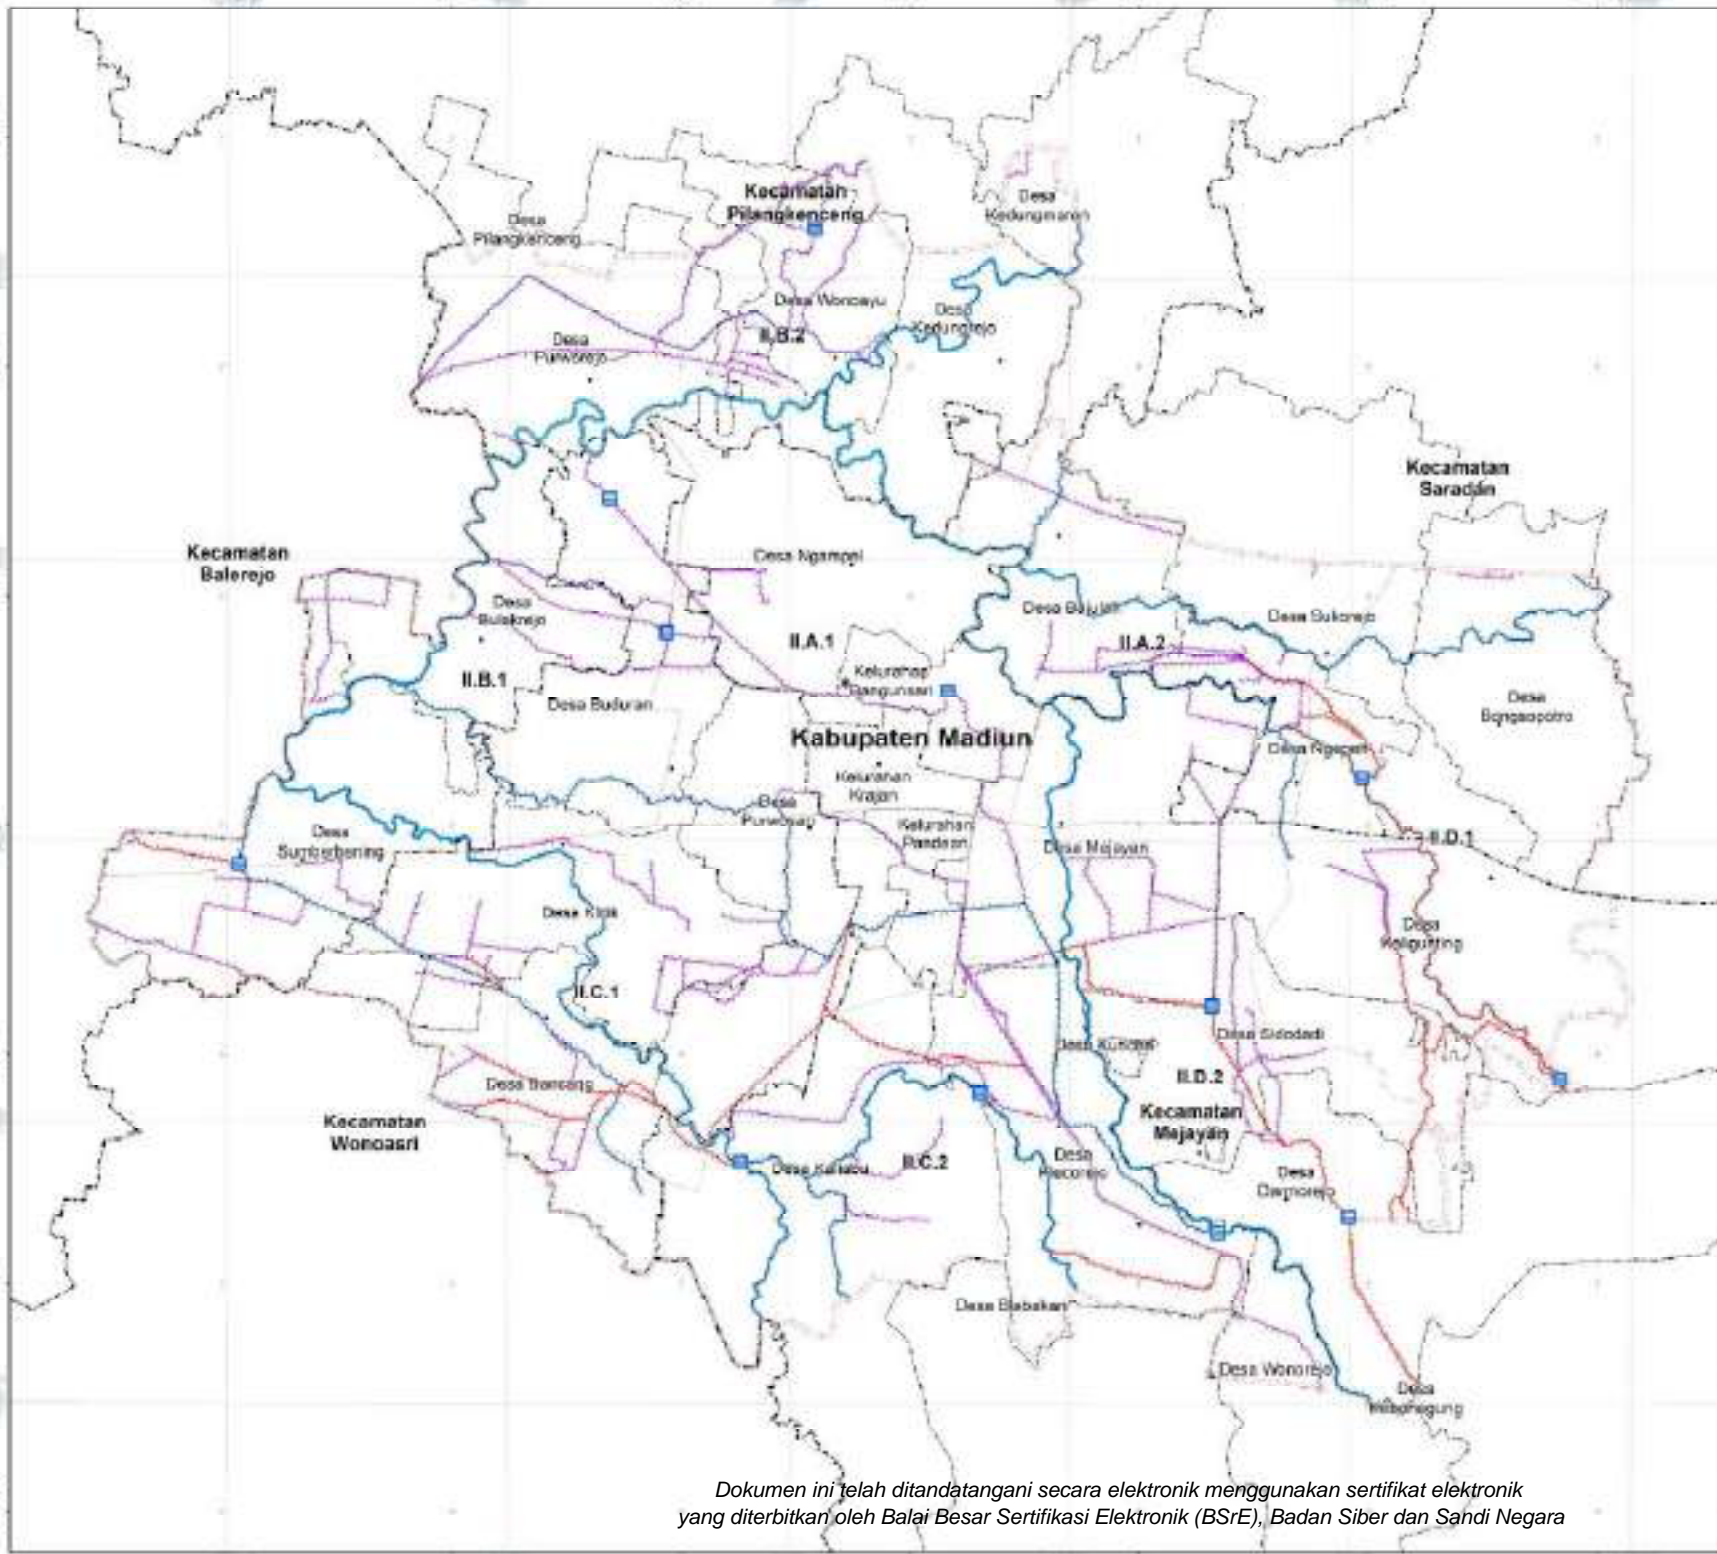 Kecamatan
Pilangkenceng
Desa
Kedungmaron
Desa
Pilangkenceng
Desa Wonoayu
Desa
Kedungrejo
II.B.2
Desa
Purworejo
Kecamatan
Saradan
Kecamatan
Balerejo
Desa Ngampel
Desa
Bulakrejo
Desa Bajulan
Desa Sukorejo
II.A.1
II.A.2
Kelurahan
Bangunsari
II.B.1
Desa Buduran
Desa
Bongsopotro
Kabupaten Madiun
Desa Ngepeh
Kelurahan
Krajan
Desa
Purwosari
Desa
Sumberbening
Kelurahan
Pandean
Desa Mejayan
II.D.1
Desa Klitik
Desa
Kaligunting
II.C.1
Desa Kuncen
Desa Sidodadi
II.D.2
Desa Bancong
Kecamatan
Wonoasri
Kecamatan
Mejayan
II.C.2
Desa Kaliabu
Desa
Klecorejo
Desa
Darmorejo
Desa Blabakan
Desa Wonorejo
Desa
Kebonagung
Dokumen ini telah ditandatangani secara elektronik menggunakan sertifikat elektronik
yang diterbitkan oleh Balai Besar Sertifikasi Elektronik (BSrE), Badan Siber dan Sandi Negara